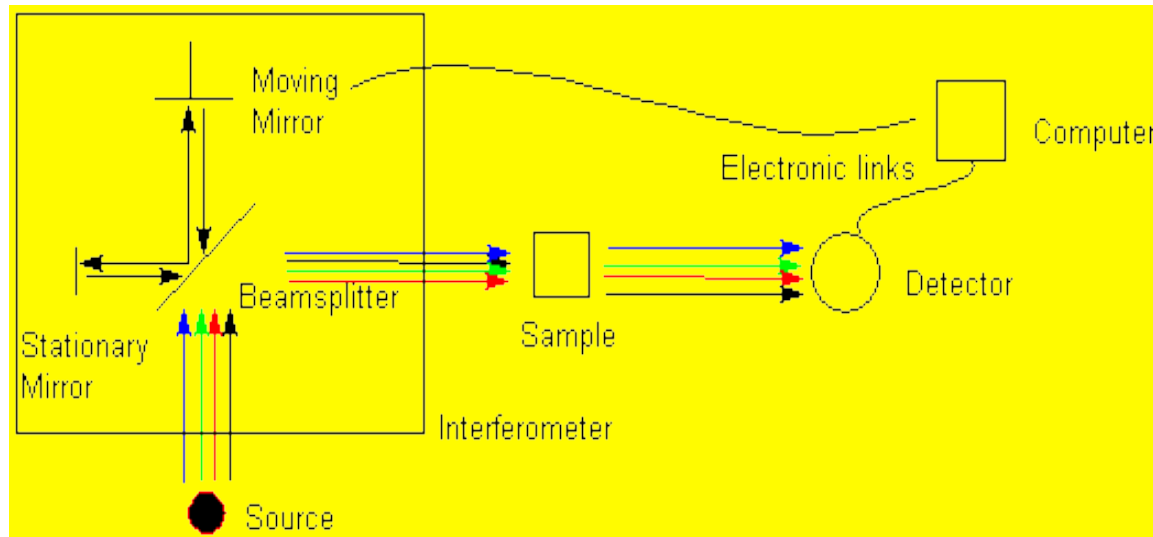 Moving
Mirror
Computer
Electronic links
Beamsplitter
Detector
Sample
Stationary
Mirror
Interferometer
Source